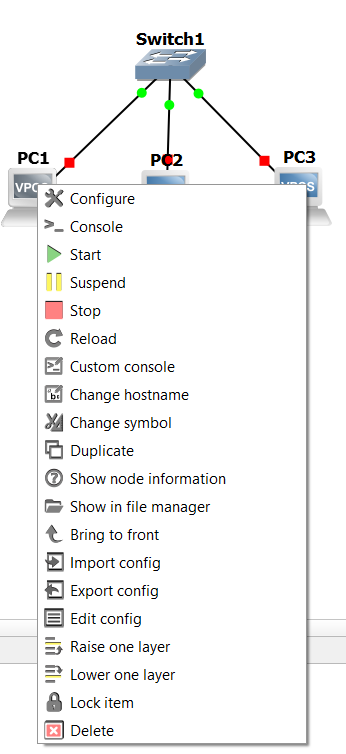 Switch1
PC1
PC2
PC3
VPCS
VPCS
Configure
Console
Start
Suspend
Stop
Reload
Custom console
Change hostname
Change symbol
Duplicate
Show node information
Show in file manager
Bring to front
Import config
Export config
Edit config
Raise one layer
Lower one layer
Lock item
Delete